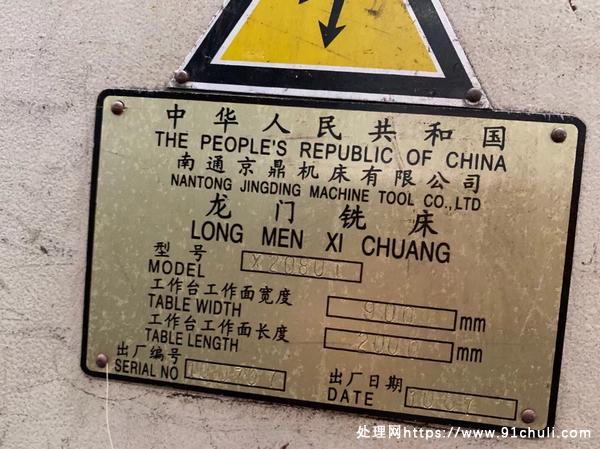 中华人民共和国
THE PEOPLE'S REPUBLIC OF CHINA
南通京鼎机床有限公司
NANTONG JINGDING MACHINE TOOL CO.,LTD
龙门铣床
LONG MEN XI CHUANG
型号
MODEL
工作台工作面宽度 900 mm
TABLE WIDTH
工作台工作面长度 2000 mm
TABLE LENGTH
出厂编号 出厂日期
SERIAL NO DATE
处理网https://www.91chuli.com/